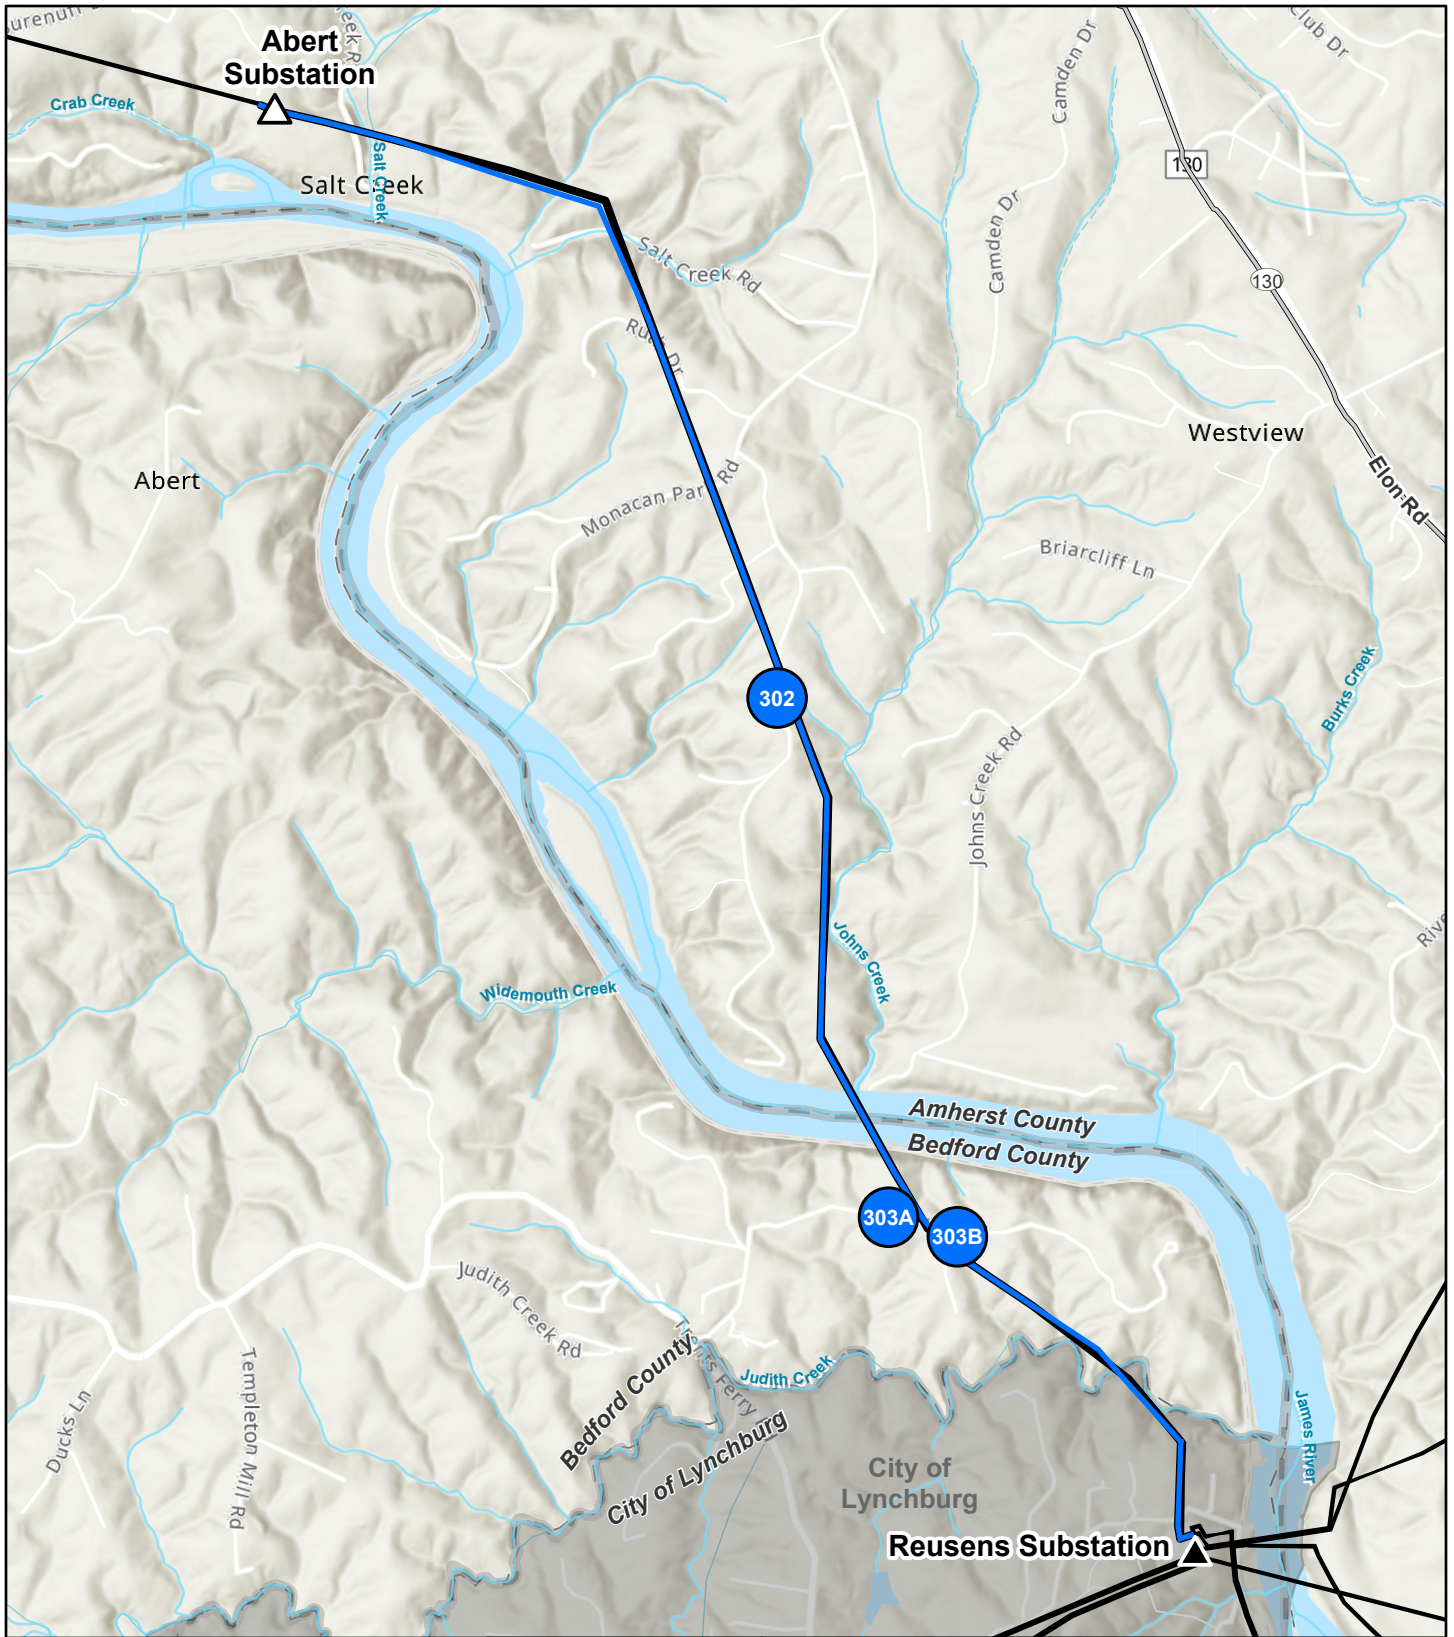 Abert
Substation
Camden Dr
Club Dr
Crab Creek
Salt Creek
Salt Creek
130
Salt Creek Rd
Camden Dr
130
Monacan Park Rd
Westview
Abert
Elon Rd
Briarcliff Ln
302
Burks Creek
Johns Creek Rd
Johns Creek
Widemouth Creek
Amherst County
Bedford County
303A
303B
Judith Creek Rd
Bedford County
Judith Creek
Templeton Mill Rd
Ducks Ln
City of Lynchburg
City of
Lynchburg
James River
Reusens Substation